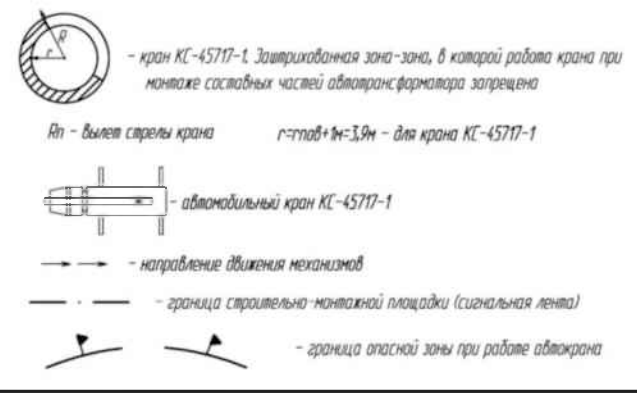 R
r
- кран КС-45717-1. Заштрихованная зона-зона, в которой работа крана при
монтаже составных частей автотрансформатора запрещена
Rп - вылет стрелы крана r=rпов+1м=3,9м - для крана КС-45717-1
- автомобильный кран КС-45717-1
- направление движения механизмов
- граница строительно-монтажной площадки (сигнальная лента)
- граница опасной зоны при работе автокрана